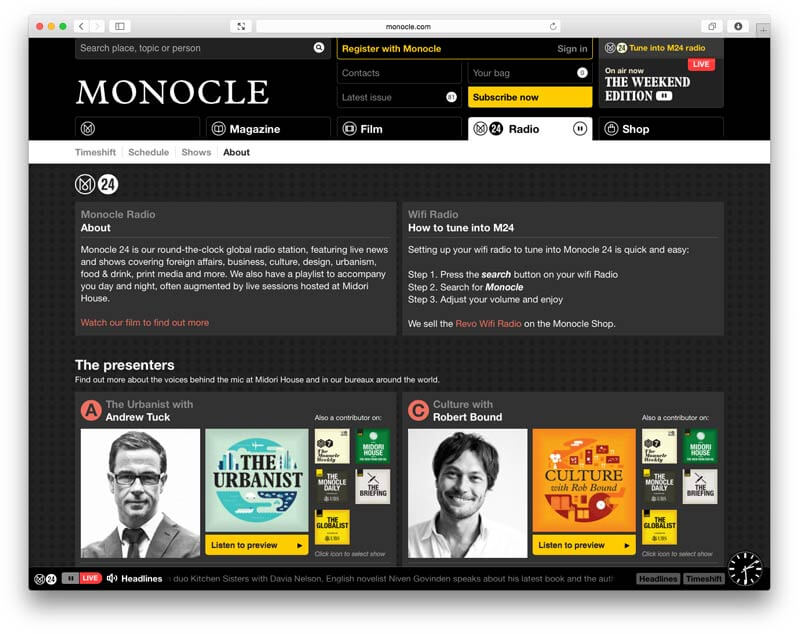 monocle.com
Search place, topic or person
Register with Monocle
Sign in
24 Tune into M24 radio
Contacts
Your bag
0
On air now
LIVE
THE WEEKEND
EDITION
MONOCLE
Latest issue
81
Subscribe now
Magazine
Film
24 Radio
Shop
Timeshift
Schedule
Shows
About
24
Monocle Radio
About
Monocle 24 is our round-the-clock global radio station, featuring live news
and shows covering foreign affairs, business, culture, design, urbanism,
food & drink, print media and more. We also have a playlist to accompany
you day and night, often augmented by live sessions hosted at Midori
House.
Watch our film to find out more
Wifi Radio
How to tune into M24
Setting up your wifi radio to tune into Monocle 24 is quick and easy:
Step 1. Press the search button on your wifi Radio
Step 2. Search for Monocle
Step 3. Adjust your volume and enjoy
We sell the Revo Wifi Radio on the Monocle Shop.
The presenters
Find out more about the voices behind the mic at Midori House and in our bureaux around the world.
A
The Urbanist with
Andrew Tuck
Also a contributor on:
THE
URBANIST
The
Monocle
Weekly
MIDORI
HOUSE
THE
MONOCLE
DAILY
UBS
THE
BRIEFING
THE
GLOBALIST
UBS
Listen to preview
Click icon to select show
C
Culture with
Robert Bound
Also a contributor on:
CULTURE
with Rob Bound
The
Monocle
Weekly
MIDORI
HOUSE
THE
MONOCLE
DAILY
UBS
THE
BRIEFING
THE
GLOBALIST
UBS
Listen to preview
Click icon to select show
24
LIVE
Headlines
duo Kitchen Sisters with Davia Nelson, English novelist Niven Govinden speaks about his latest book and the
Headlines
Timeshift